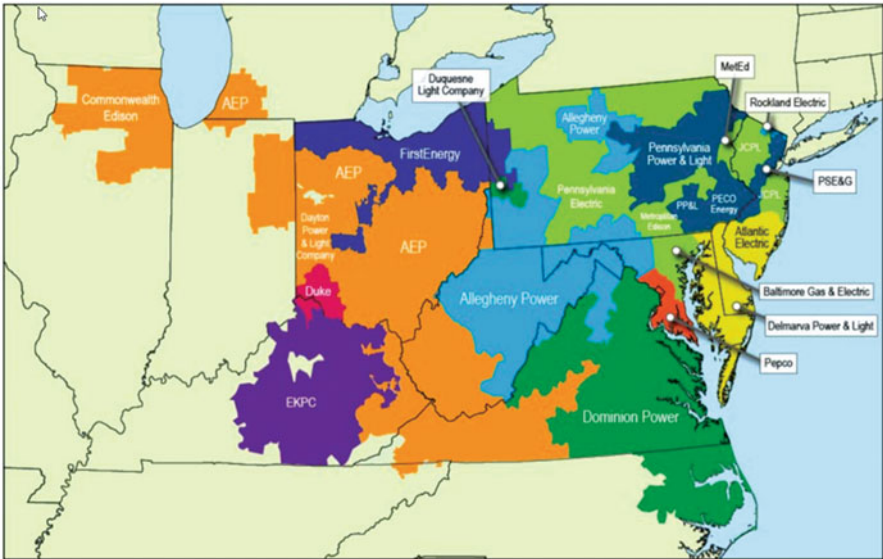 Commonwealth
Edison
AEP
Duquesne
Light Company
MetEd
Rockland Electric
Allegheny
Power
FirstEnergy
Pennsylvania
Power & Light
JCPL
PSE&G
AEP
Pennsylvania
Electric
PP&L
PECO
Energy
JCPL
Metropolitan
Edison
Dayton
Power
& Light
Company
AEP
Atlantic
Electric
Duke
Allegheny Power
Baltimore Gas & Electric
Delmarva Power & Light
Pepco
EKPC
Dominion Power